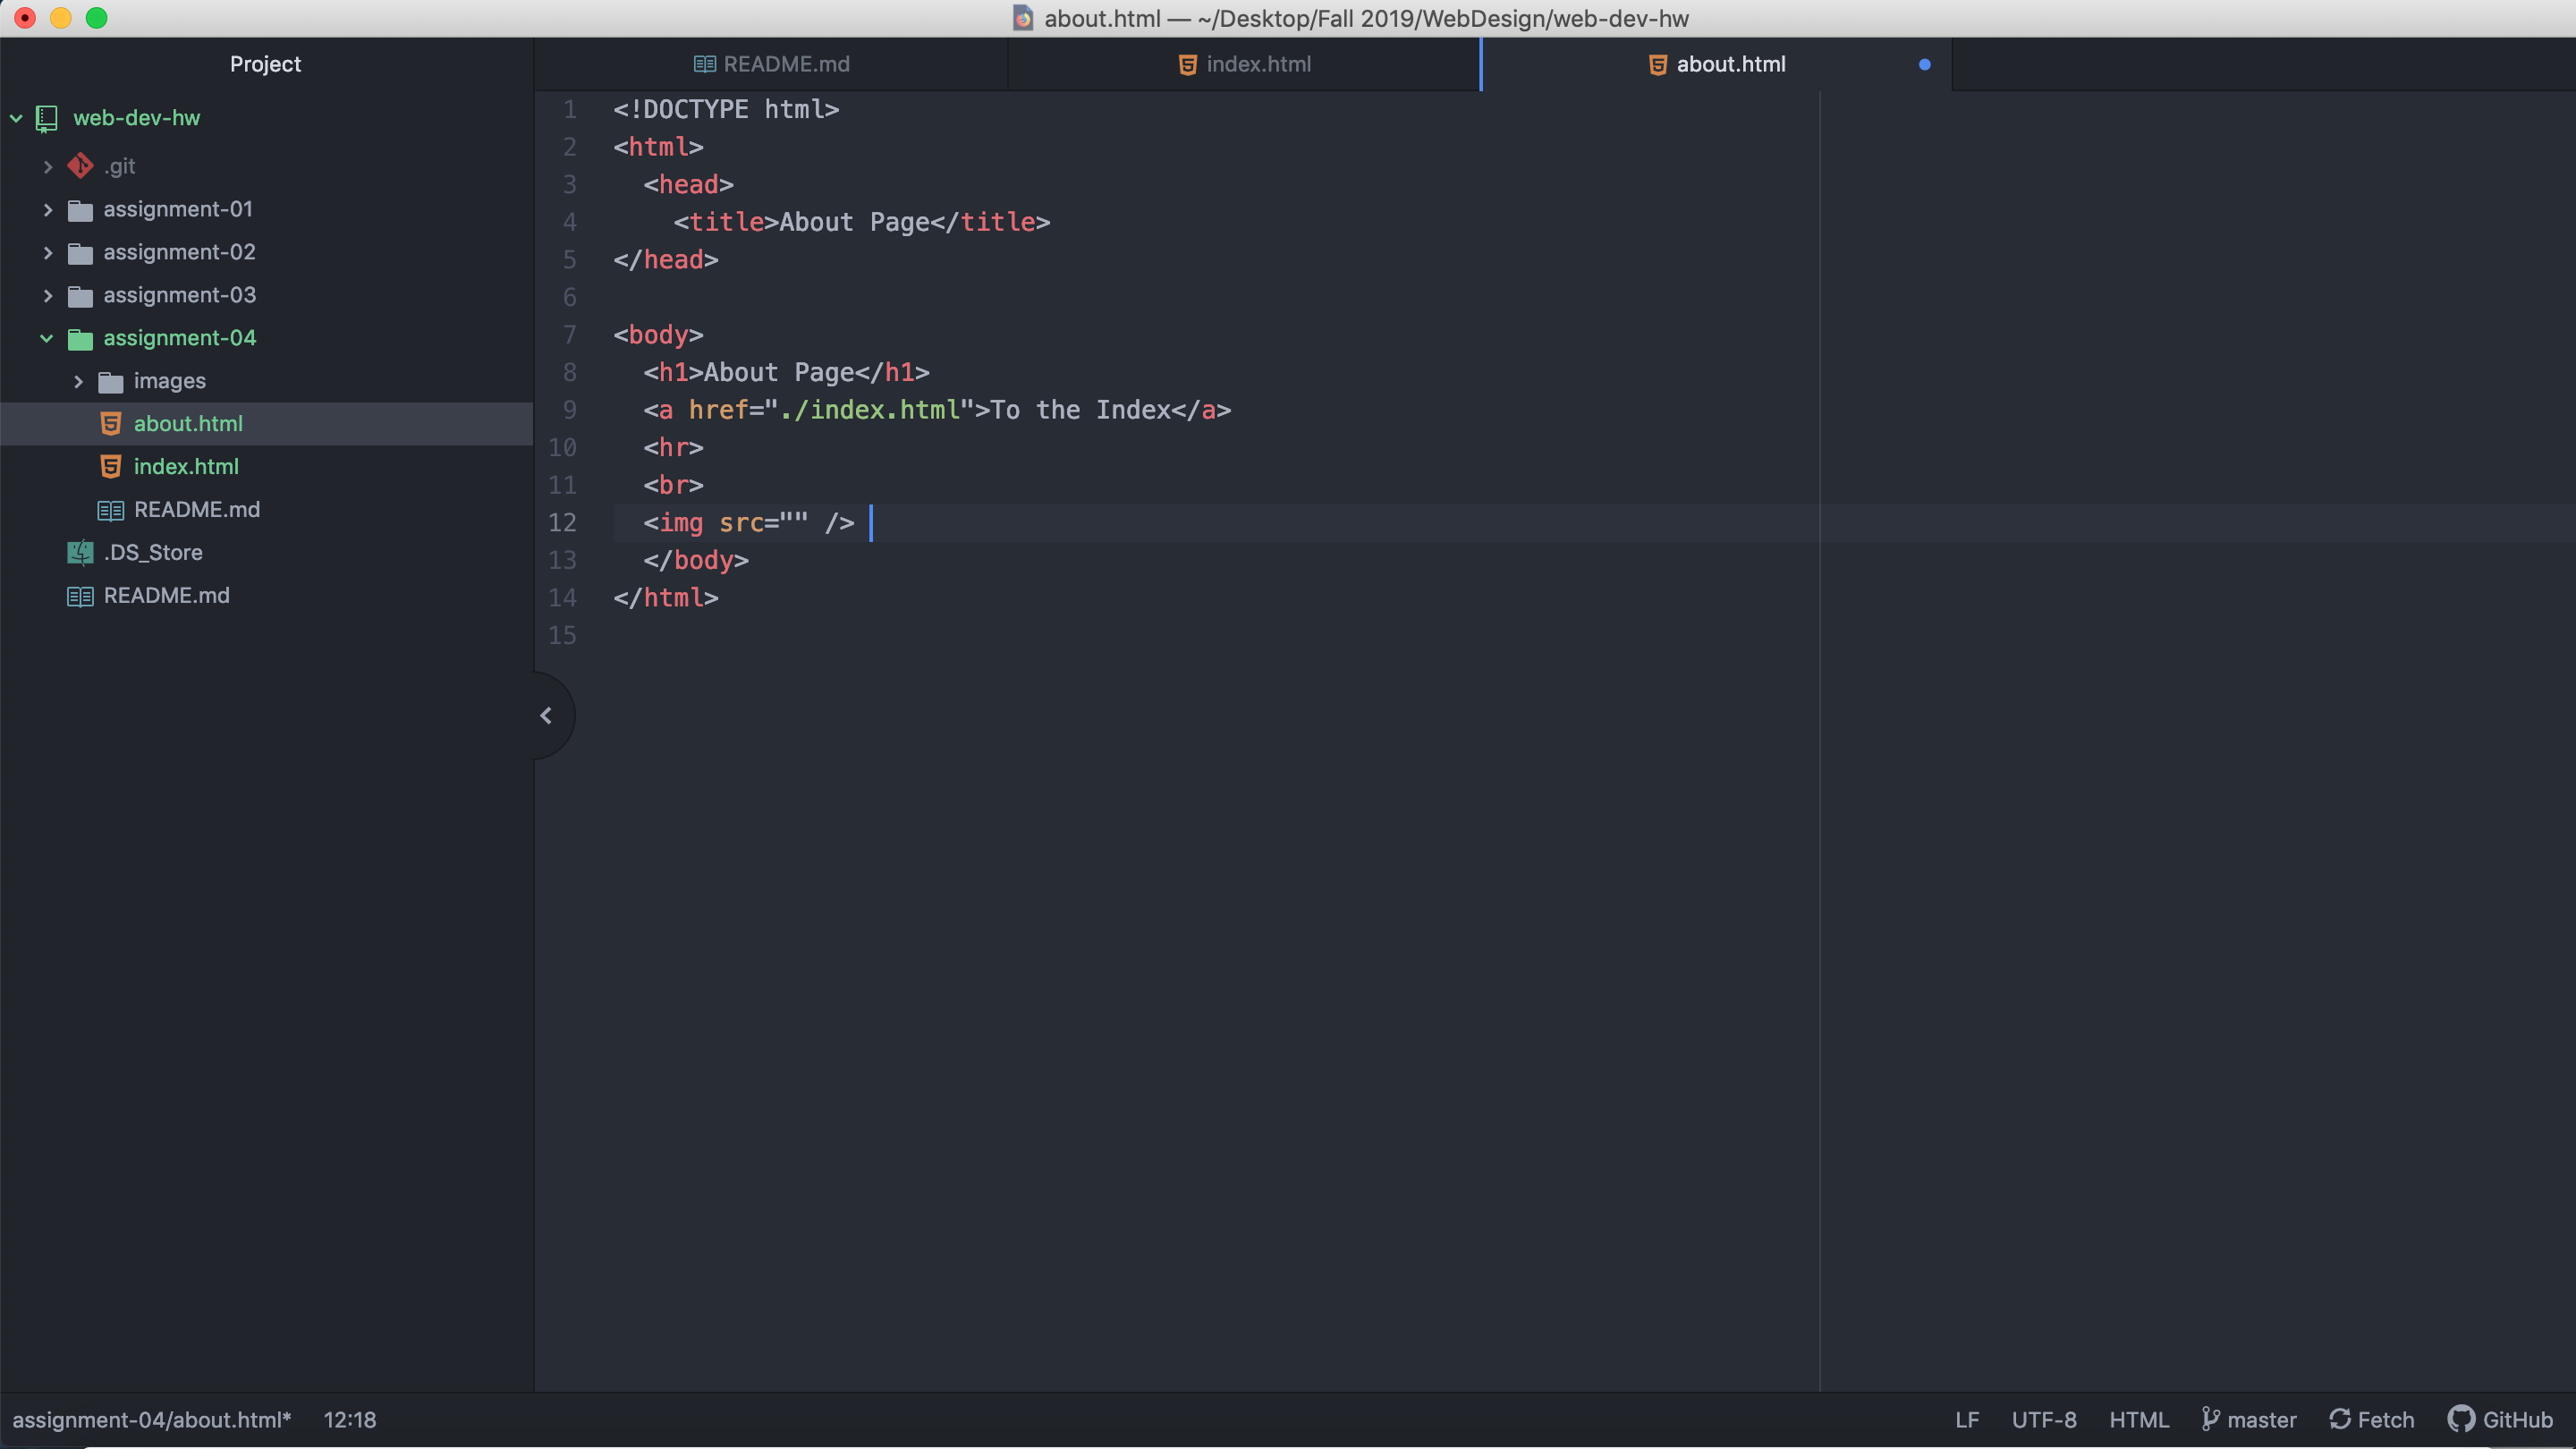 about.html — ~/Desktop/Fall 2019/WebDesign/web-dev-hw
Project
README.md
index.html
about.html
web-dev-hw
.git
assignment-01
assignment-02
assignment-03
assignment-04
images
about.html
index.html
README.md
.DS_Store
README.md
1 <!DOCTYPE html>
2 <html>
3   <head>
4     <title>About Page</title>
5 </head>
6
7 <body>
8   <h1>About Page</h1>
9   <a href="./index.html">To the Index</a>
10   <hr>
11   <br>
12   <img src="" />
13   </body>
14 </html>
15
assignment-04/about.html* 12:18 LF UTF-8 HTML master Fetch GitHub